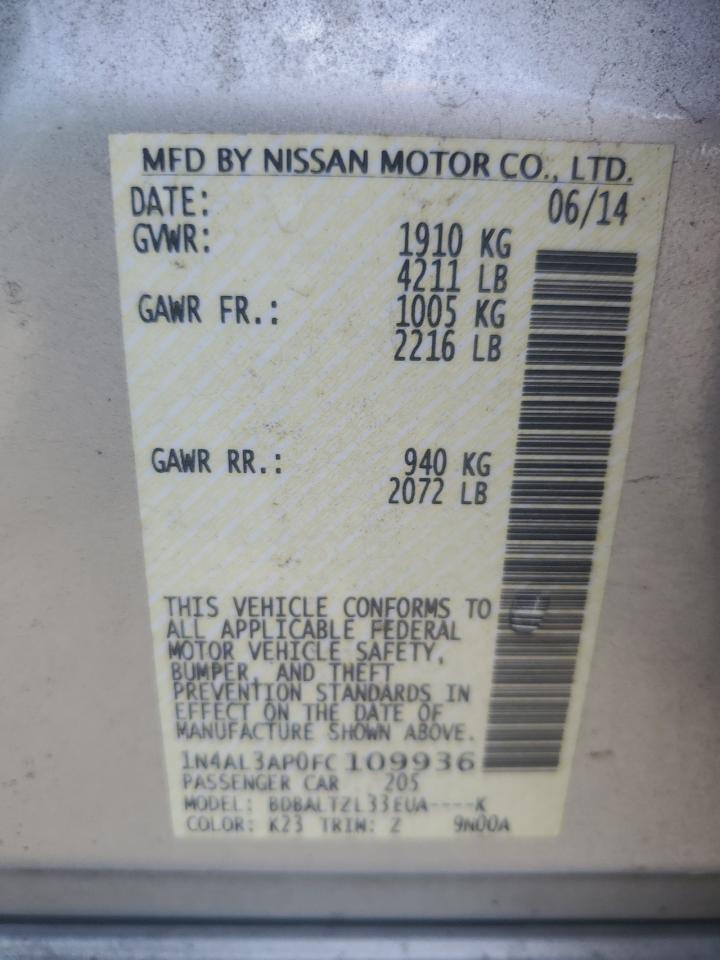 MFD BY NISSAN MOTOR CO., LTD.
DATE: 06/14
GVWR: 1910 KG
4211 LB
GAWR FR.: 1005 KG
2216 LB
GAWR RR.: 940 KG
2072 LB
THIS VEHICLE CONFORMS TO
ALL APPLICABLE FEDERAL
MOTOR VEHICLE SAFETY,
BUMPER, AND THEFT
PREVENTION STANDARDS IN
EFFECT ON THE DATE OF
MANUFACTURE SHOWN ABOVE.
1N4AL3AP0FC109936
PASSENGER CAR 205
MODEL: BDBALTZL33EUA----K
COLOR: K23 TRIM: Z 9N00A